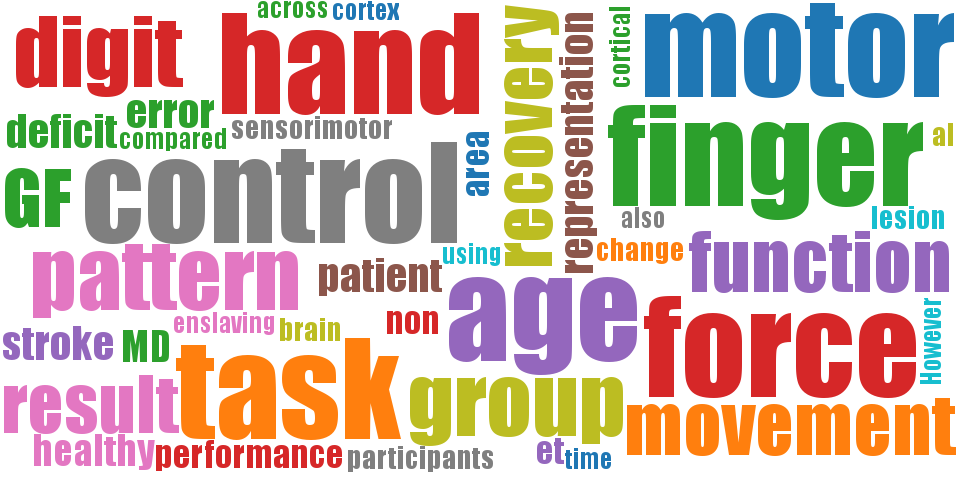 across
cortex
digit
hand
recovery
representation
cortical
motor
error
deficit
compared
sensorimotor
area
finger
al
GF
control
also
lesion
pattern
patient
using
change
function
enslaving
brain
non
age
force
However
stroke
MD
task
result
group
movement
healthy
performance
participants
et
time